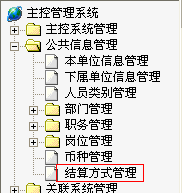 主控管理系统
主控系统管理
公共信息管理
本单位信息管理
下属单位信息管理
人员类别管理
部门管理
职务管理
岗位管理
币种管理
结算方式管理
关联系统管理